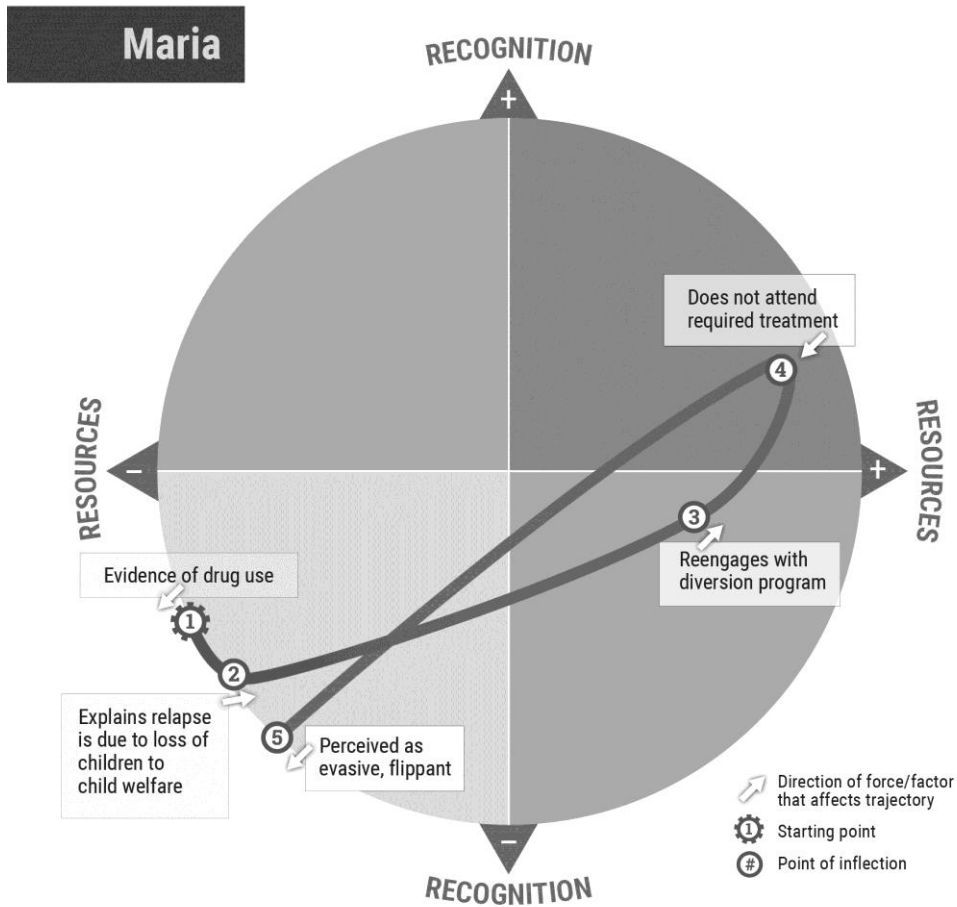 Maria
RECOGNITION
+
Does not attend
required treatment
4
RESOURCES
–
RESOURCES
+
3
Reengages with
diversion program
Evidence of drug use
1
2
Explains relapse
is due to loss of
children to
child welfare
5
Perceived as
evasive, flippant
Direction of force/factor
that affects trajectory
1
Starting point
#
Point of inflection
–
RECOGNITION